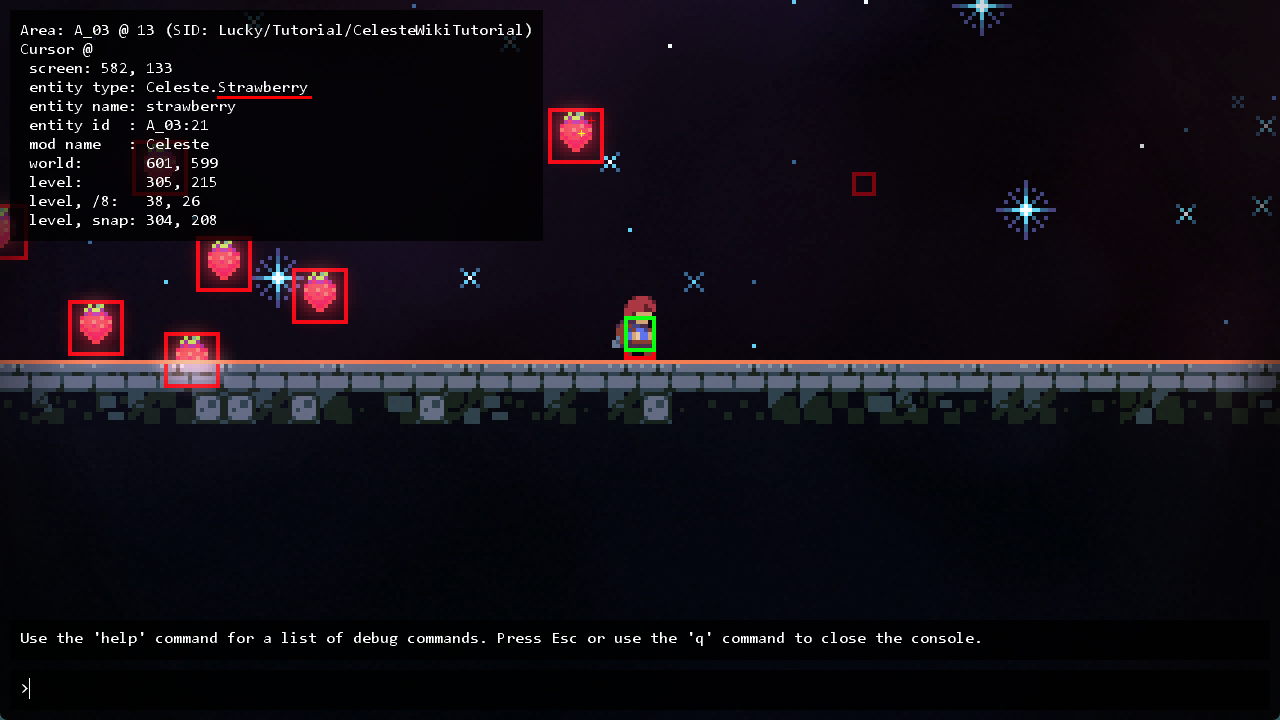 Area: A_03 @ 13 (SID: Lucky/Tutorial/CelesteWikiTutorial)
Cursor @
screen: 582, 133
entity type: Celeste.Strawberry
entity name: strawberry
entity id  : A_03:21
mod name   : Celeste
world:       601, 599
level:       305, 215
level, /8:   38, 26
level, snap: 304, 208
Use the 'help' command for a list of debug commands. Press Esc or use the 'q' command to close the console.
>